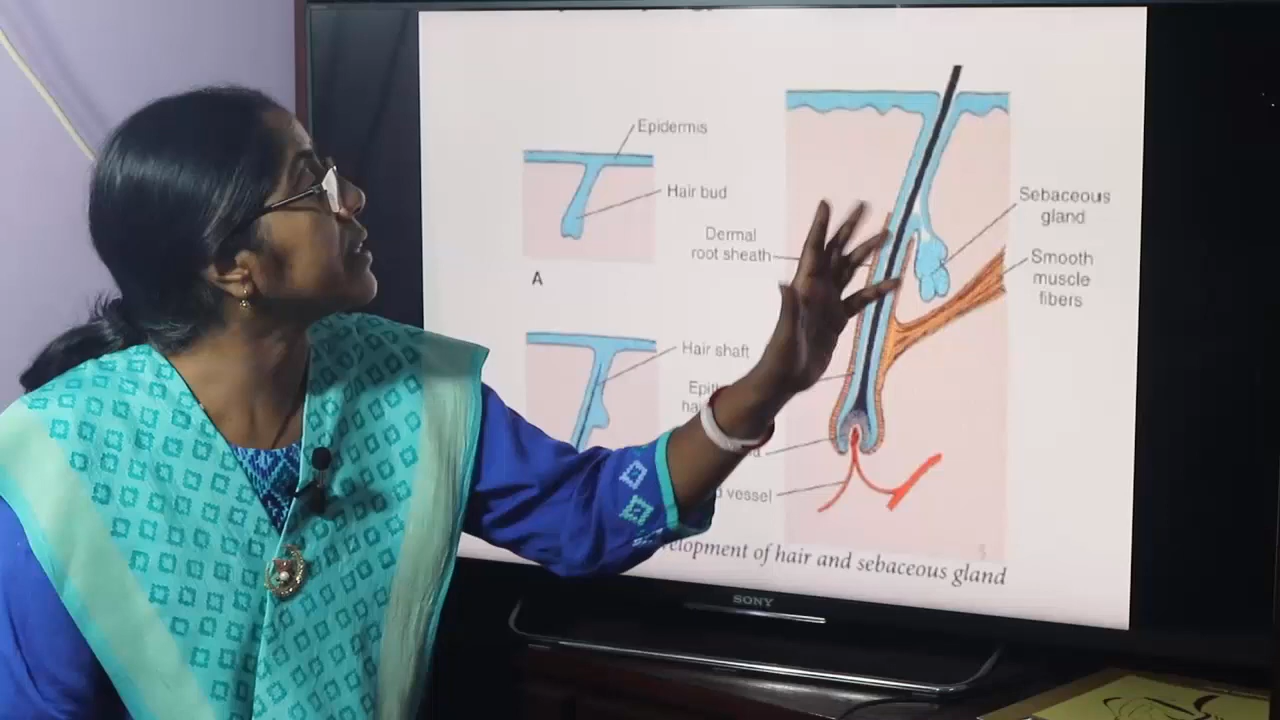 Epidermis
Hair bud
A
Hair shaft
Dermal
root sheath
Sebaceous
gland
Smooth
muscle
fibers
vessel
of hair and sebaceous gland
SONY